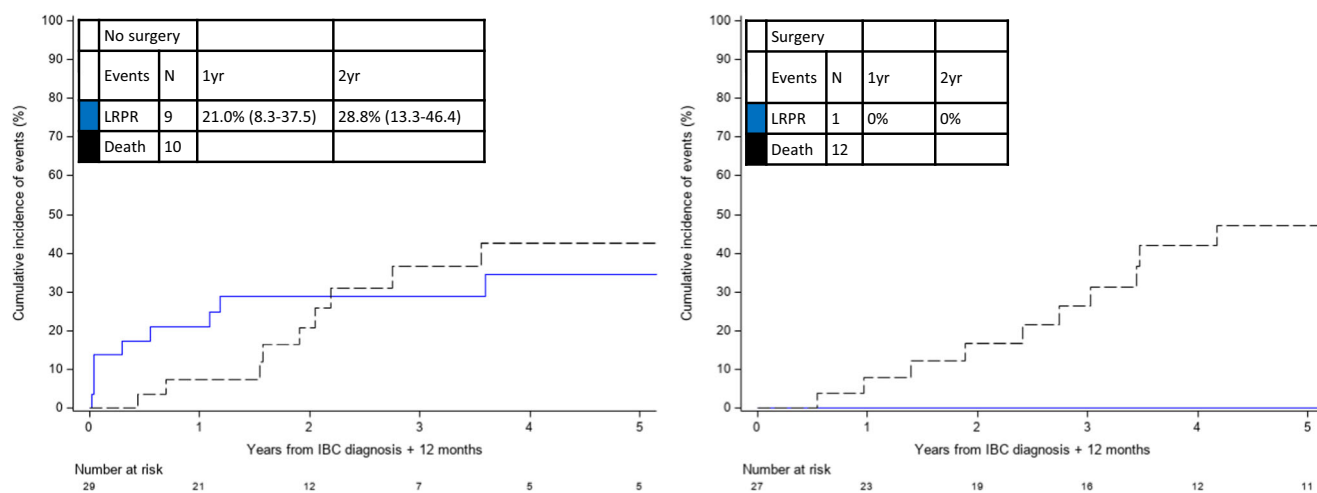 No surgery
Events N 1yr 2yr
LRPR 9 21.0% (8.3-37.5) 28.8% (13.3-46.4)
Death 10
Cumulative incidence of events (%)
100
90
80
70
60
50
40
30
20
10
0
0 1 2 3 4 5
Years from IBC diagnosis + 12 months
Number at risk
29 21 12 7 5 5
Surgery
Events N 1yr 2yr
LRPR 1 0% 0%
Death 12
Cumulative incidence of events (%)
100
90
80
70
60
50
40
30
20
10
0
0 1 2 3 4 5
Years from IBC diagnosis + 12 months
Number at risk
27 23 19 16 12 11